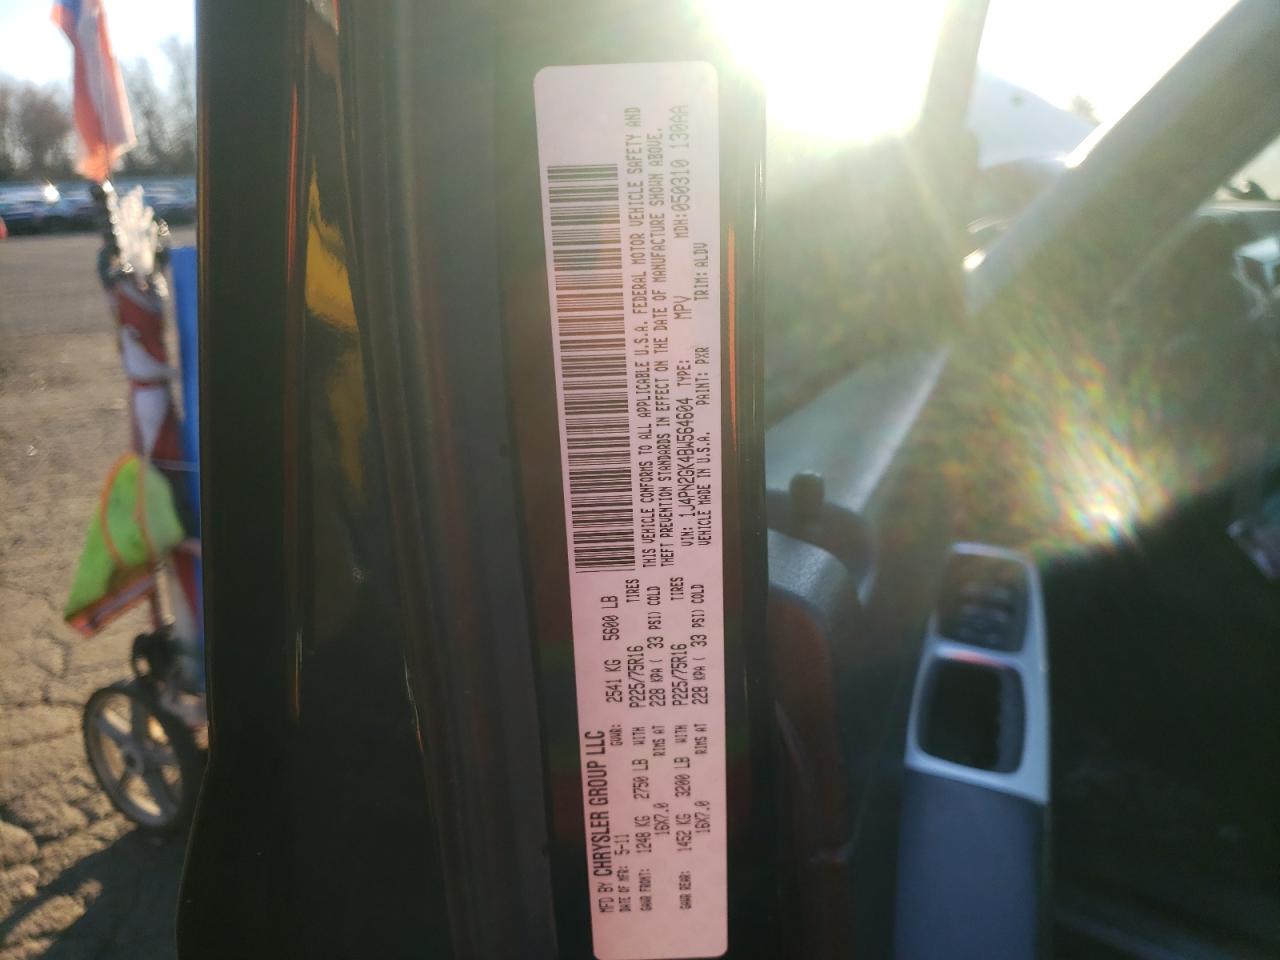 MFD BY CHRYSLER GROUP LLC
DATE OF MFR: 5-11 GVWR: 2541 KG 5600 LB
GAWR FRONT: 1248 KG 2750 LB WITH P225/75R16 TIRES
16X7.0 RIMS AT 228 KPA ( 33 PSI) COLD
GAWR REAR: 1452 KG 3200 LB WITH P225/75R16 TIRES
16X7.0 RIMS AT 228 KPA ( 33 PSI) COLD
THIS VEHICLE CONFORMS TO ALL APPLICABLE U.S.A. FEDERAL MOTOR VEHICLE SAFETY AND
THEFT PREVENTION STANDARDS IN EFFECT ON THE DATE OF MANUFACTURE SHOWN ABOVE.
VIN: 1J4PN2GK4BW564604 TYPE: MPV MDH:050310 130AA
VEHICLE MADE IN U.S.A. PAINT: PXR TRIM: ALDV